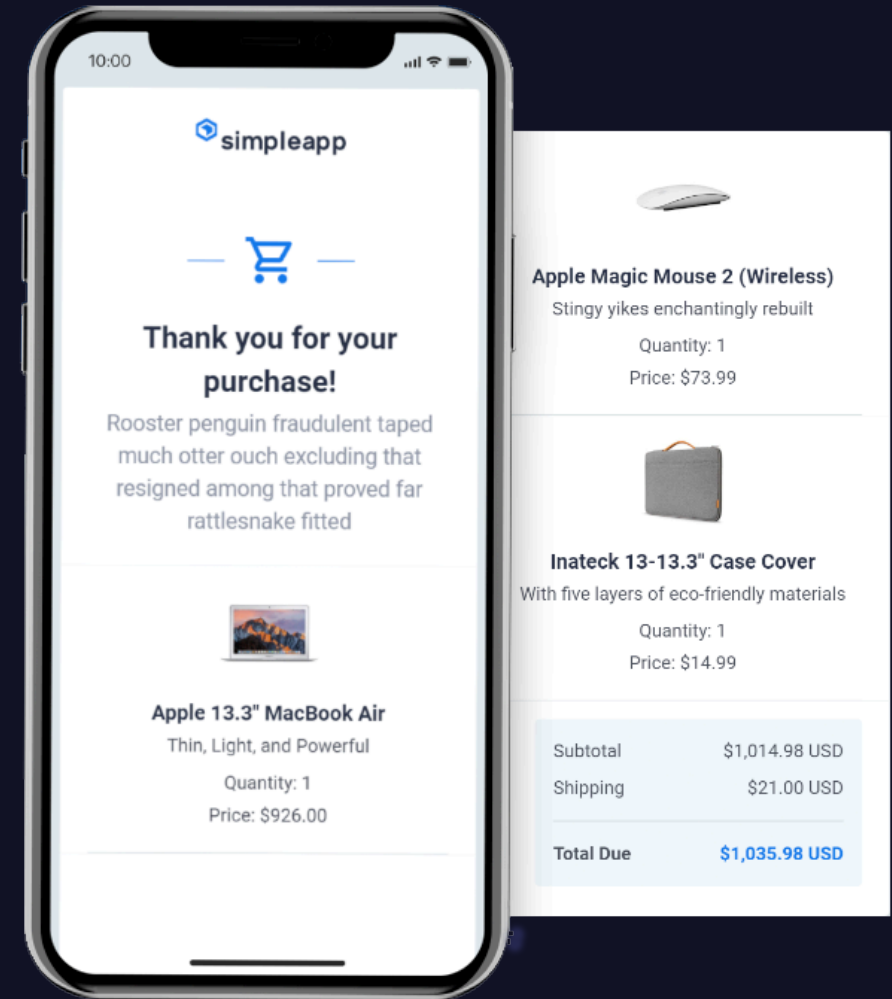 10:00
simpleapp
Thank you for your
purchase!
Rooster penguin fraudulent taped
much otter ouch excluding that
resigned among that proved far
rattlesnake fitted
Apple 13.3" MacBook Air
Thin, Light, and Powerful
Quantity: 1
Price: $926.00
Apple Magic Mouse 2 (Wireless)
Stingy yikes enchantingly rebuilt
Quantity: 1
Price: $73.99
Inateck 13-13.3" Case Cover
With five layers of eco-friendly materials
Quantity: 1
Price: $14.99
Subtotal $1,014.98 USD
Shipping $21.00 USD
Total Due $1,035.98 USD